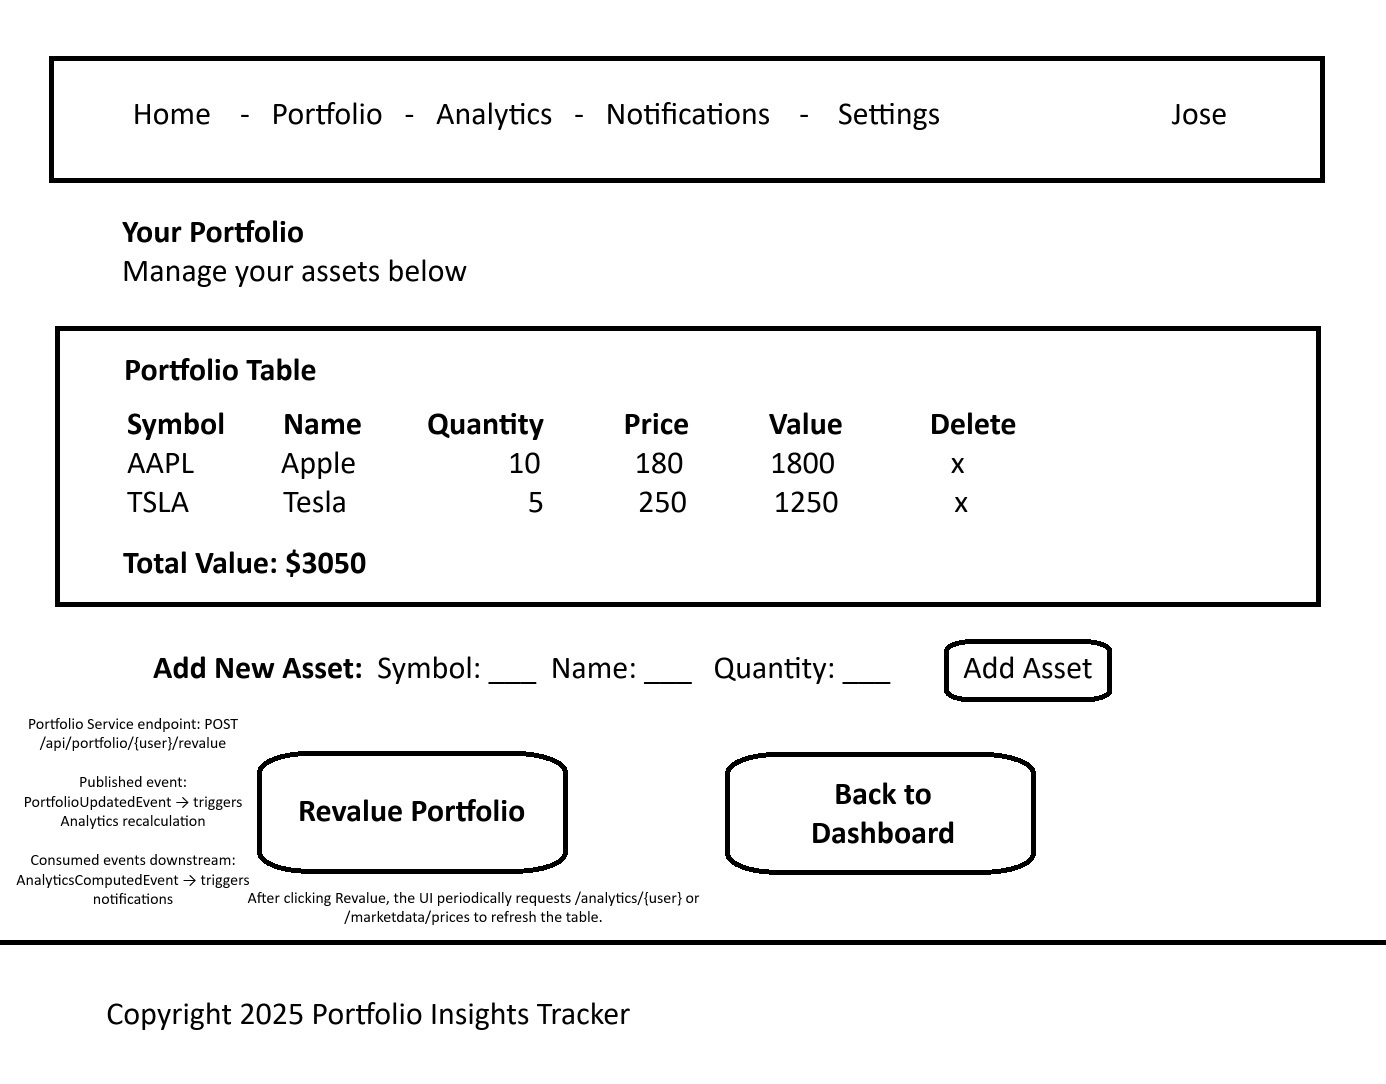 Home - Portfolio - Analytics - Notifications - Settings Jose
Your Portfolio
Manage your assets below
Portfolio Table
Symbol Name Quantity Price Value Delete
AAPL Apple 10 180 1800 x
TSLA Tesla 5 250 1250 x
Total Value: $3050
Add New Asset: Symbol: ___ Name: ___ Quantity: ___ Add Asset
Portfolio Service endpoint: POST
/api/portfolio/{user}/revalue
Published event:
PortfolioUpdatedEvent → triggers
Analytics recalculation
Consumed events downstream:
AnalyticsComputedEvent → triggers
notifications
Revalue Portfolio
Back to
Dashboard
After clicking Revalue, the UI periodically requests /analytics/{user} or
/marketdata/prices to refresh the table.
Copyright 2025 Portfolio Insights Tracker